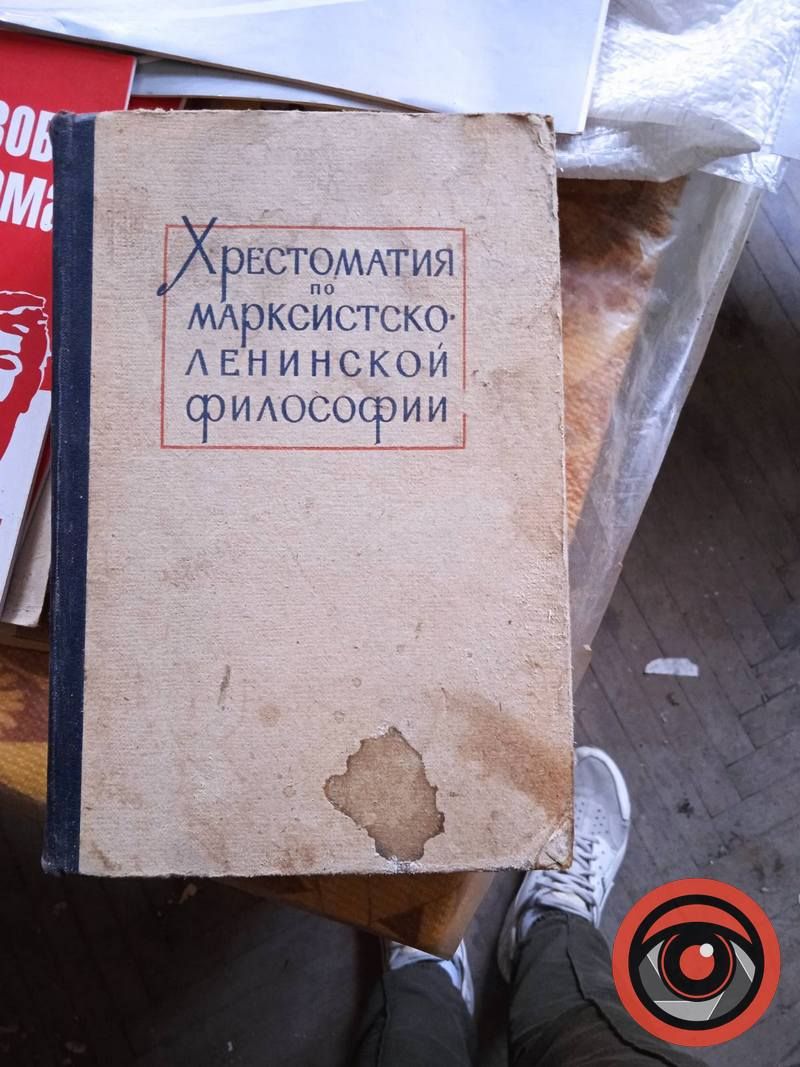 Хрестоматия
по
марксистско-
ленинской
философии